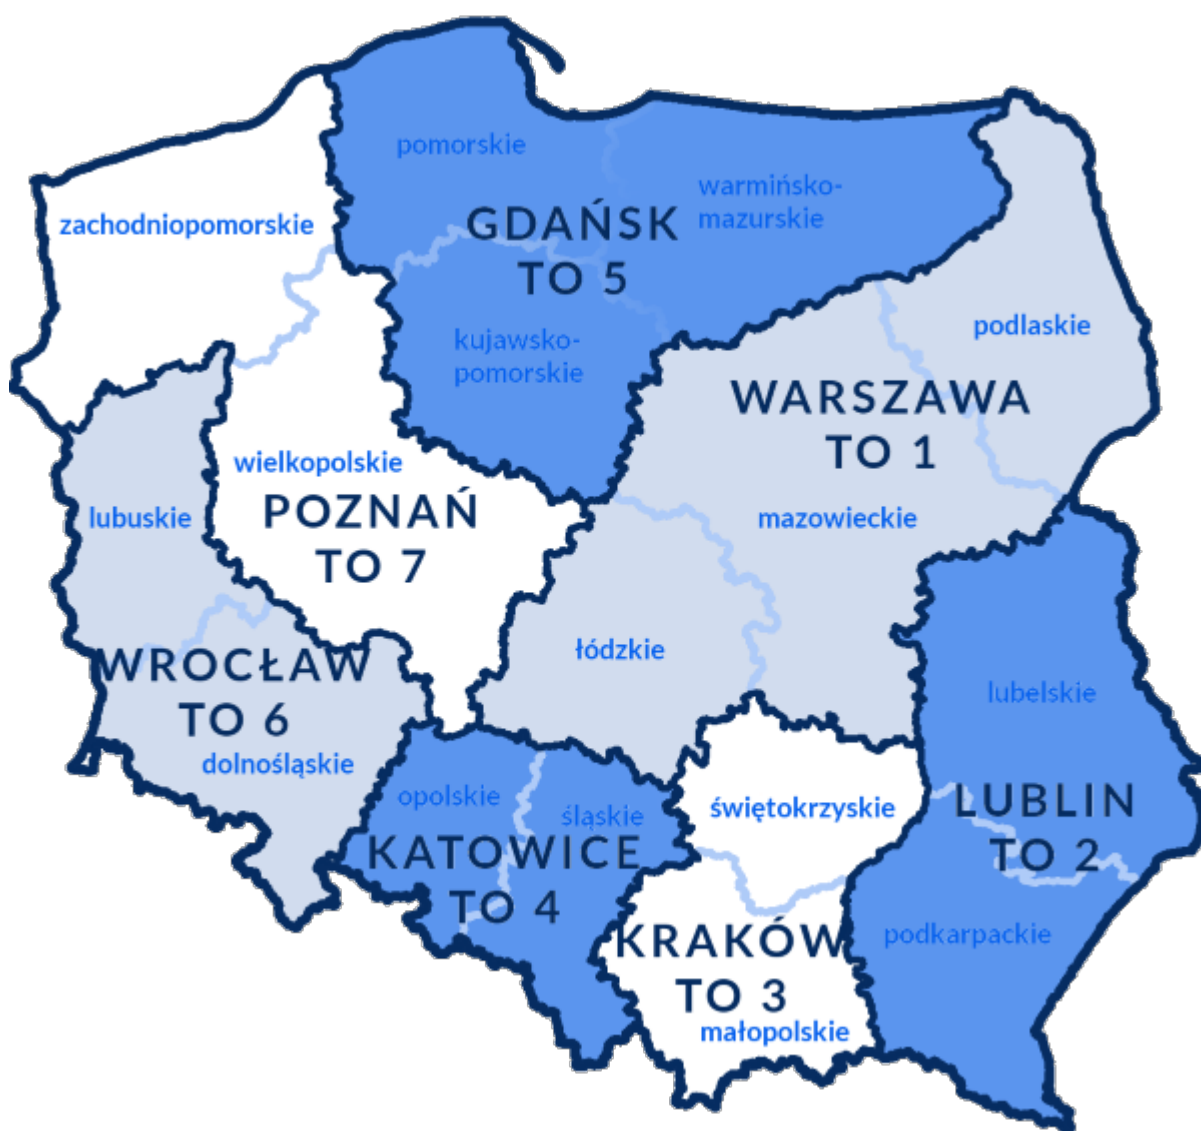 pomorskie
warmińsko-
mazurskie
GDAŃSK
TO 5
zachodniopomorskie
kujawsko-
pomorskie
podlaskie
WARSZAWA
TO 1
mazowieckie
wielkopolskie
POZNAŃ
TO 7
lubuskie
łódzkie
WROCŁAW
TO 6
dolnośląskie
lubelskie
LUBLIN
TO 2
podkarpackie
opolskie
śląskie
KATOWICE
TO 4
świętokrzyskie
KRAKÓW
TO 3
małopolskie